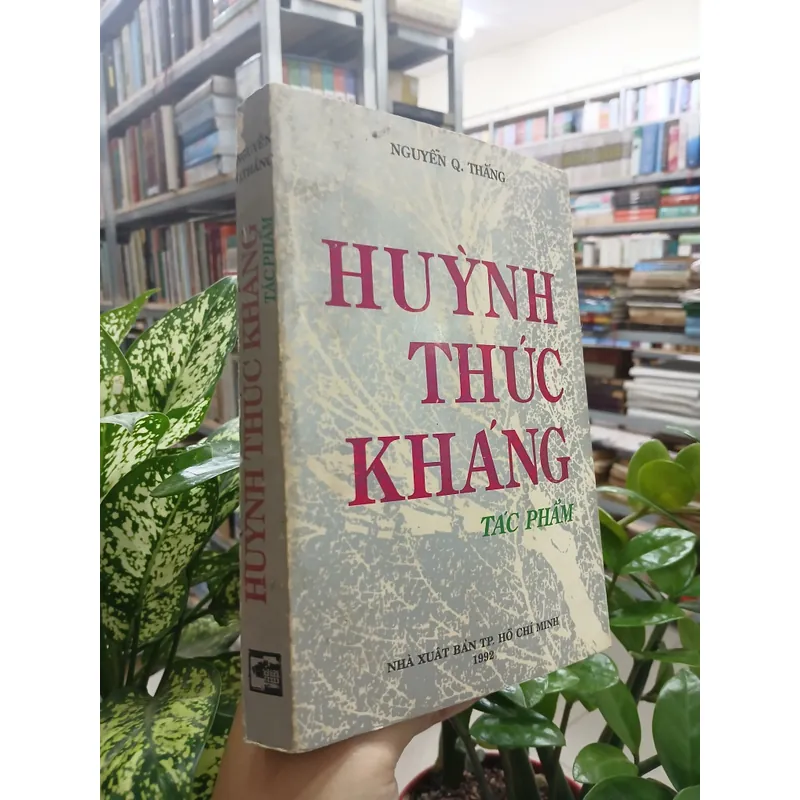 NGUYỄN Q. THẮNG
HUỲNH
THÚC
KHÁNG
TÁC PHẨM
NHÀ XUẤT BẢN TP. HỒ CHÍ MINH
1992
HUỲNH THÚC KHÁNG
TÁC PHẨM